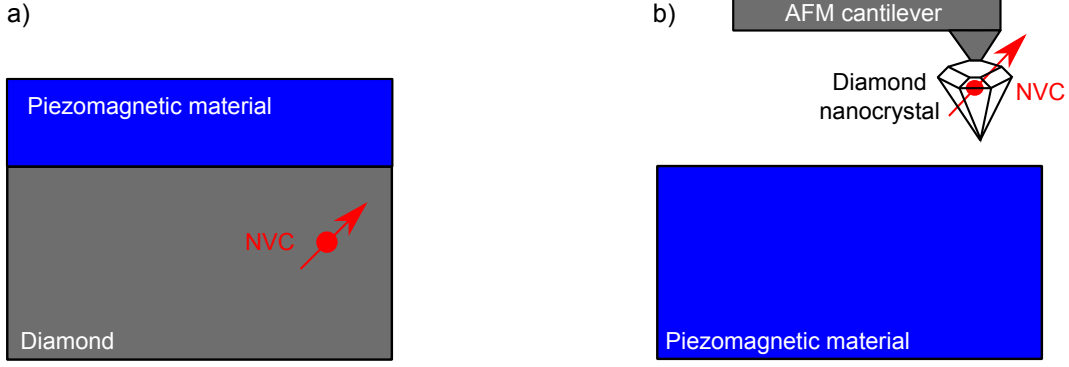 a)
Piezomagnetic material
NVC
Diamond
b)
AFM cantilever
Diamond
nanocrystal
NVC
Piezomagnetic material